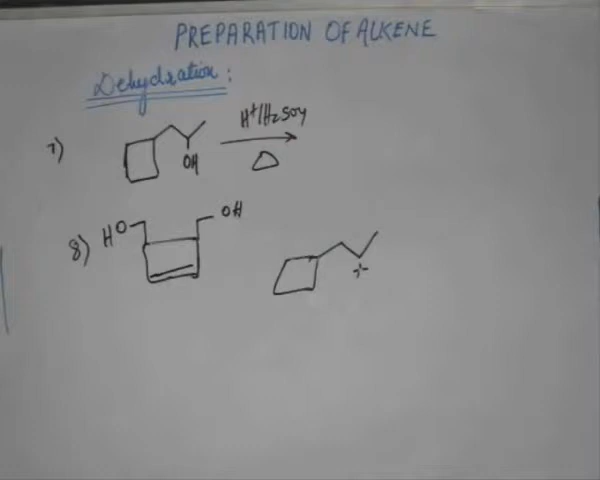 PREPARATION OF ALKENE
Dehydration:
7)
H+/H2SO4
OH
△
8) HO
OH
+